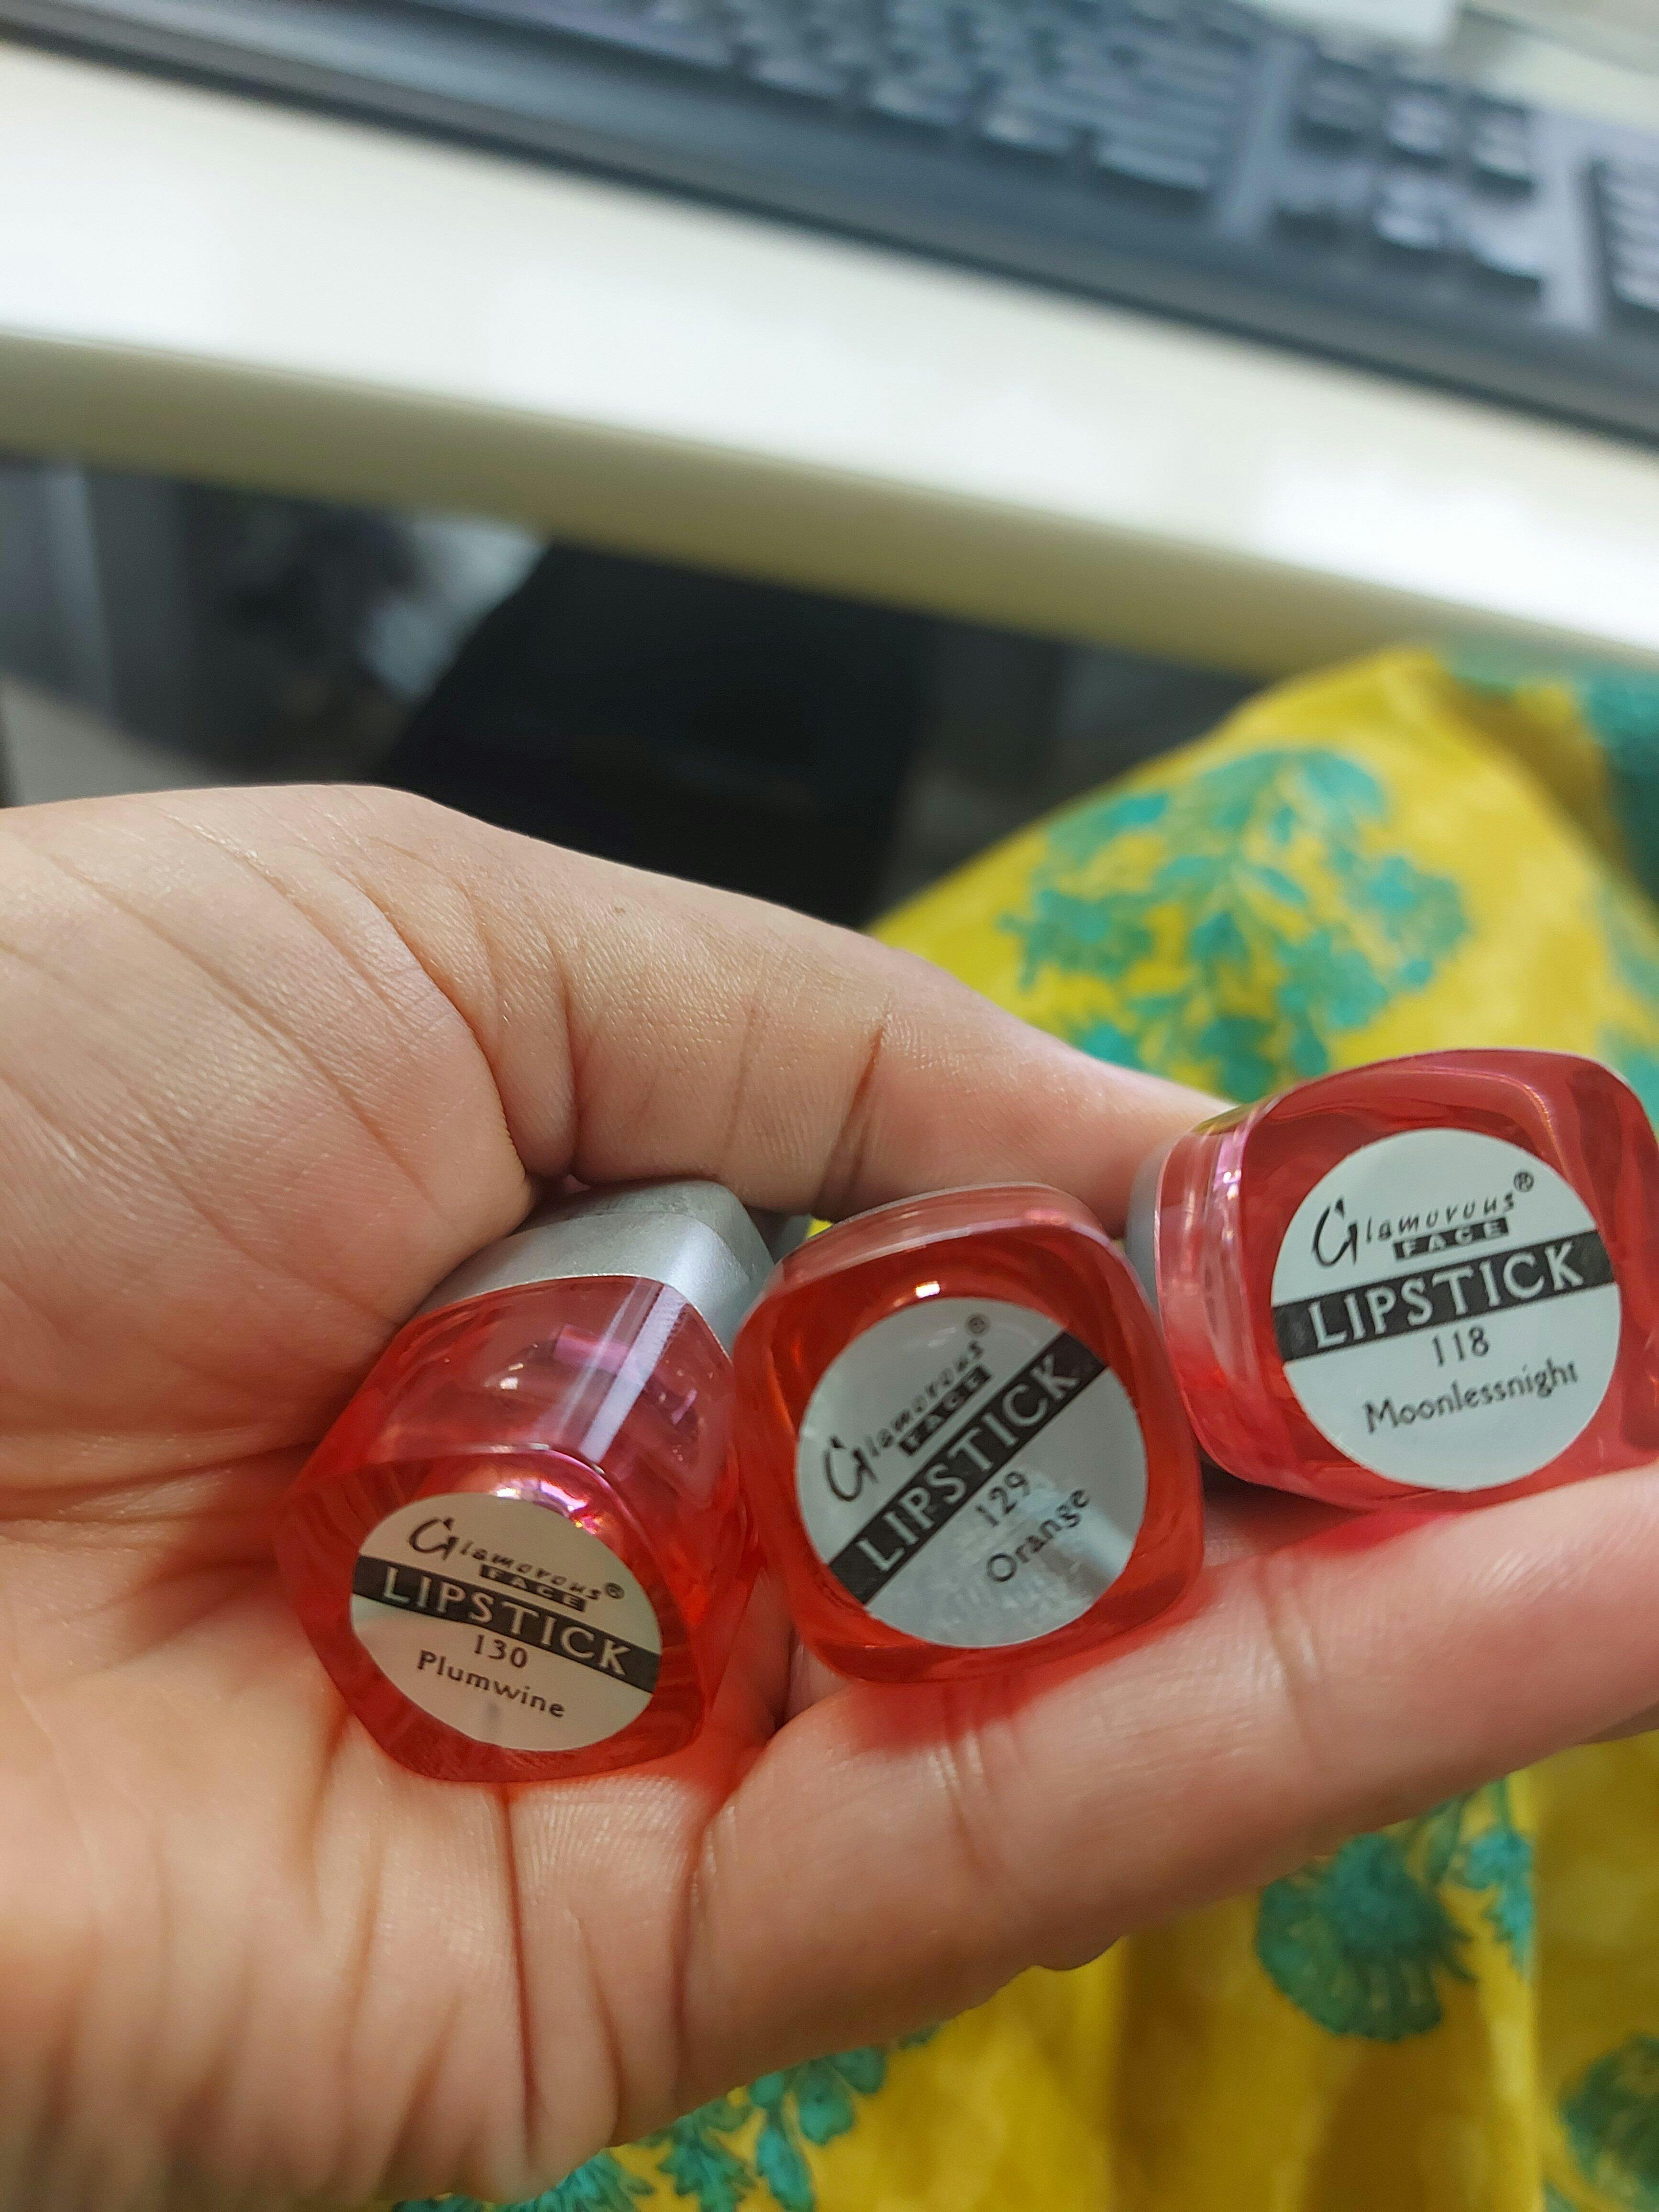 Glamorous®
FACE
LIPSTICK
130
Plumwine
Glamorous®
FACE
LIPSTICK
129
Orange
Glamorous®
FACE
LIPSTICK
118
Moonlessnight